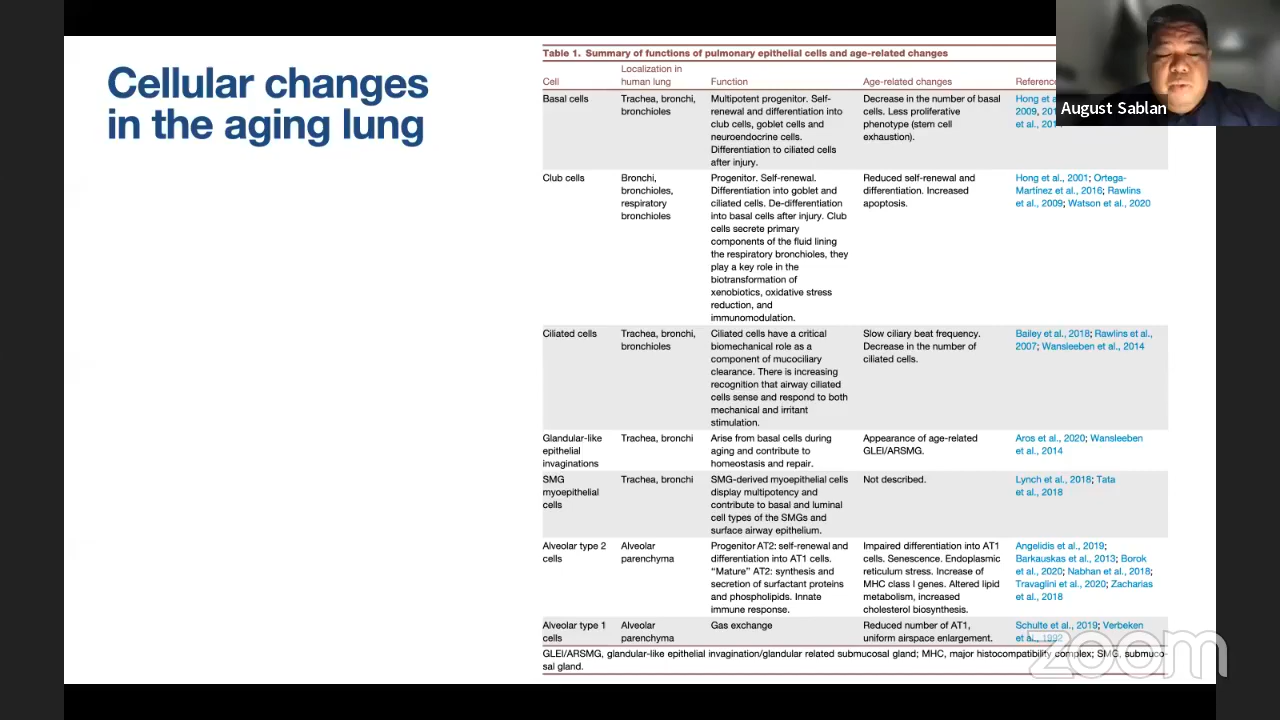 Cellular changes
in the aging lung
August Sablan
Table 1. Summary of functions of pulmonary epithelial cells and age-related changes
Cell
Localization in
human lung
Function
Age-related changes
Basal cells
Trachea, bronchi,
bronchioles
Multipotent progenitor. Self-
renewal and differentiation into
club cells, goblet cells and
neuroendocrine cells.
Differentiation to ciliated cells
after injury.
Decrease in the number of basal
cells. Less proliferative
phenotype (stem cell
exhaustion).
Hong et
2009,
et al.,
Club cells
Bronchi,
bronchioles,
respiratory
bronchioles
Progenitor. Self-renewal.
Differentiation into goblet and
ciliated cells. De-differentiation
into basal cells after injury. Club
cells secrete primary
components of the fluid lining
the respiratory bronchioles, they
play a key role in the
biotransformation of
xenobiotics, oxidative stress
reduction, and
immunomodulation.
Reduced self-renewal and
differentiation. Increased
apoptosis.
Hong et al., 2001; Ortega-
Martínez et al., 2016; Rawlins
et al., 2009; Watson et al., 2020
Ciliated cells
Trachea, bronchi,
bronchioles
Ciliated cells have a critical
biomechanical role as a
component of mucociliary
clearance. There is increasing
recognition that airway ciliated
cells sense and respond to both
mechanical and irritant
stimulation.
Slow ciliary beat frequency.
Decrease in the number of
ciliated cells.
Bailey et al., 2018; Rawlins et al.,
2007; Wansleeben et al., 2014
Glandular-like
epithelial
invaginations
Trachea, bronchi
Arise from basal cells during
aging and contribute to
homeostasis and repair.
Appearance of age-related
GLEI/ARSMG.
Aros et al., 2020; Wansleeben
et al., 2014
SMG
myoepithelial
cells
Trachea, bronchi
SMG-derived myoepithelial cells
display multipotency and
contribute to basal and luminal
cell types of the SMGs and
surface airway epithelium.
Not described.
Lynch et al., 2018; Tata
et al., 2018
Alveolar type 2
cells
Alveolar
parenchyma
Progenitor AT2: self-renewal and
differentiation into AT1 cells.
“Mature” AT2: synthesis and
secretion of surfactant proteins
and phospholipids. Innate
immune response.
Impaired differentiation into AT1
cells. Senescence. Endoplasmic
reticulum stress. Increase of
MHC class I genes. Altered lipid
metabolism, increased
cholesterol biosynthesis.
Angelidis et al., 2019;
Barkauskas et al., 2013; Borok
et al., 2020; Nabhan et al., 2018;
Travaglini et al., 2020; Zacharias
et al., 2018
Alveolar type 1
cells
Alveolar
parenchyma
Gas exchange
Reduced number of AT1,
uniform airspace enlargement.
Schulte et al., 2019; Verbeken
et al., 1992
GLEI/ARSMG, glandular-like epithelial invagination/glandular related submucosal gland; MHC, major histocompatibility complex; SMG, submuco-
sal gland.
zoom